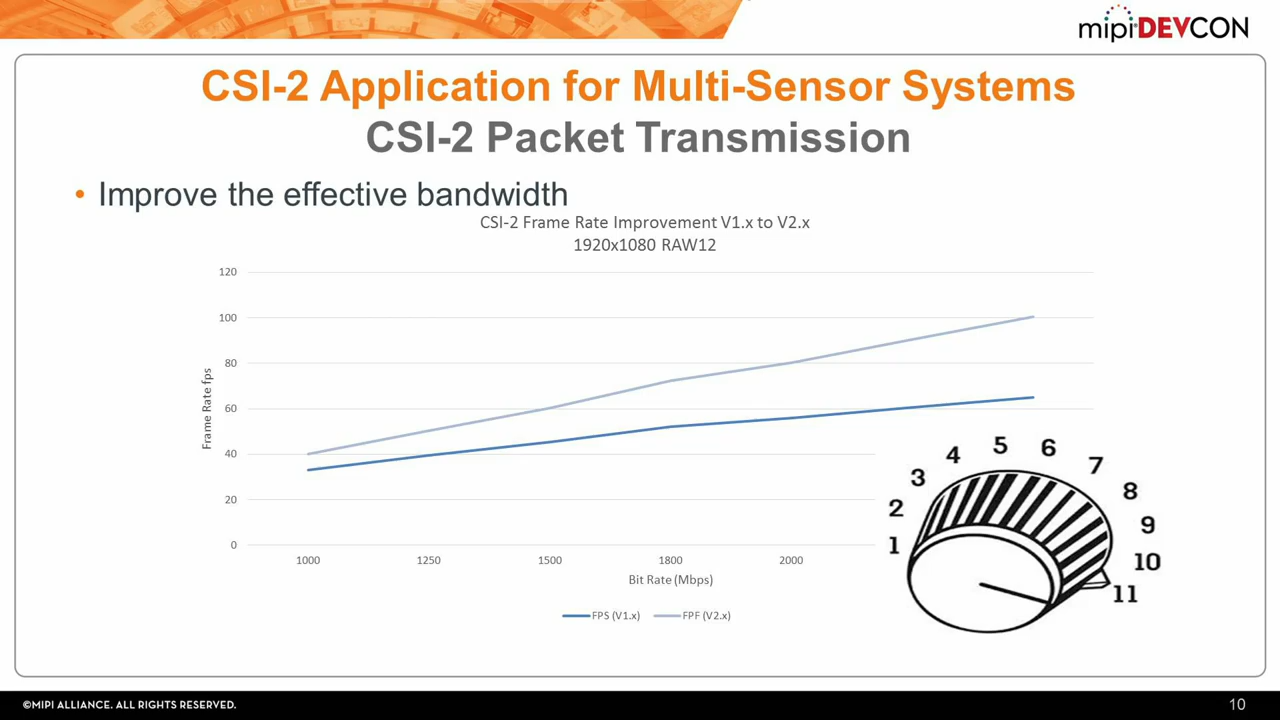 mipi DEVCON
CSI-2 Application for Multi-Sensor Systems
CSI-2 Packet Transmission
• Improve the effective bandwidth
CSI-2 Frame Rate Improvement V1.x to V2.x
1920x1080 RAW12
120
100
80
60
40
20
0
Frame Rate fps
1000 1250 1500 1800 2000
Bit Rate (Mbps)
FPS (V1.x) FPF (V2.x)
1
2
3
4
5
6
7
8
9
10
11
©MIPI ALLIANCE. ALL RIGHTS RESERVED.
10